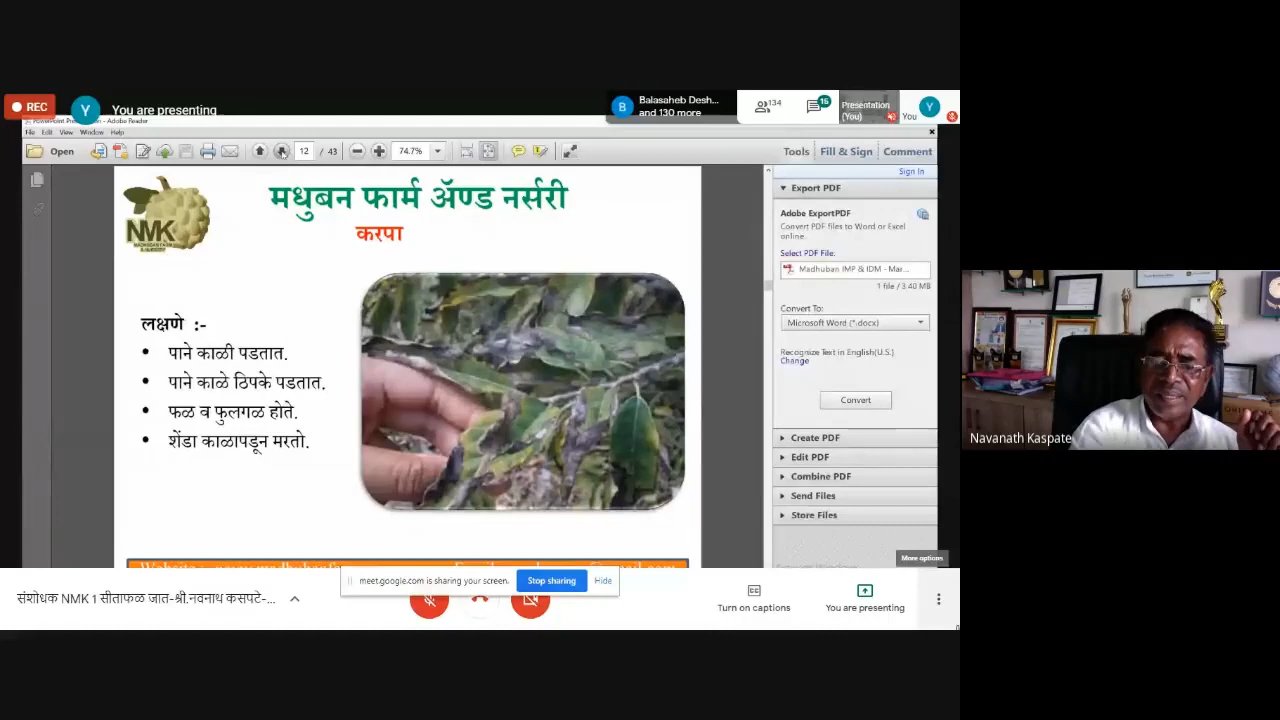 REC
Y
You are presenting
B
Balasaheb Desh...
and 130 more
134
15
Presentation
(You)
Y
You
Adobe Reader
File Edit View Window Help
Open
12 / 43
74.7%
Tools
Fill & Sign
Comment
Sign In
NMK
मधुबन फार्म ॲण्ड नर्सरी
करपा
लक्षणे :-
• पाने काळी पडतात.
• पाने काळे ठिपके पडतात.
• फळ व फुलगळ होते.
• शेंडा काळापडून मरतो.
Export PDF
Adobe ExportPDF
Convert PDF files to Word or Excel
online.
Select PDF File:
Madhuban IMP & IDM - Mar...
1 file / 3.40 MB
Convert To:
Microsoft Word (*.docx)
Recognize Text in English(U.S.)
Change
Convert
Create PDF
Edit PDF
Combine PDF
Send Files
Store Files
More options
Navanath Kaspate
meet.google.com is sharing your screen.
Stop sharing
Hide
संशोधक NMK 1 सीताफळ जात-श्री.नवनाथ कसपटे-...
Turn on captions
You are presenting